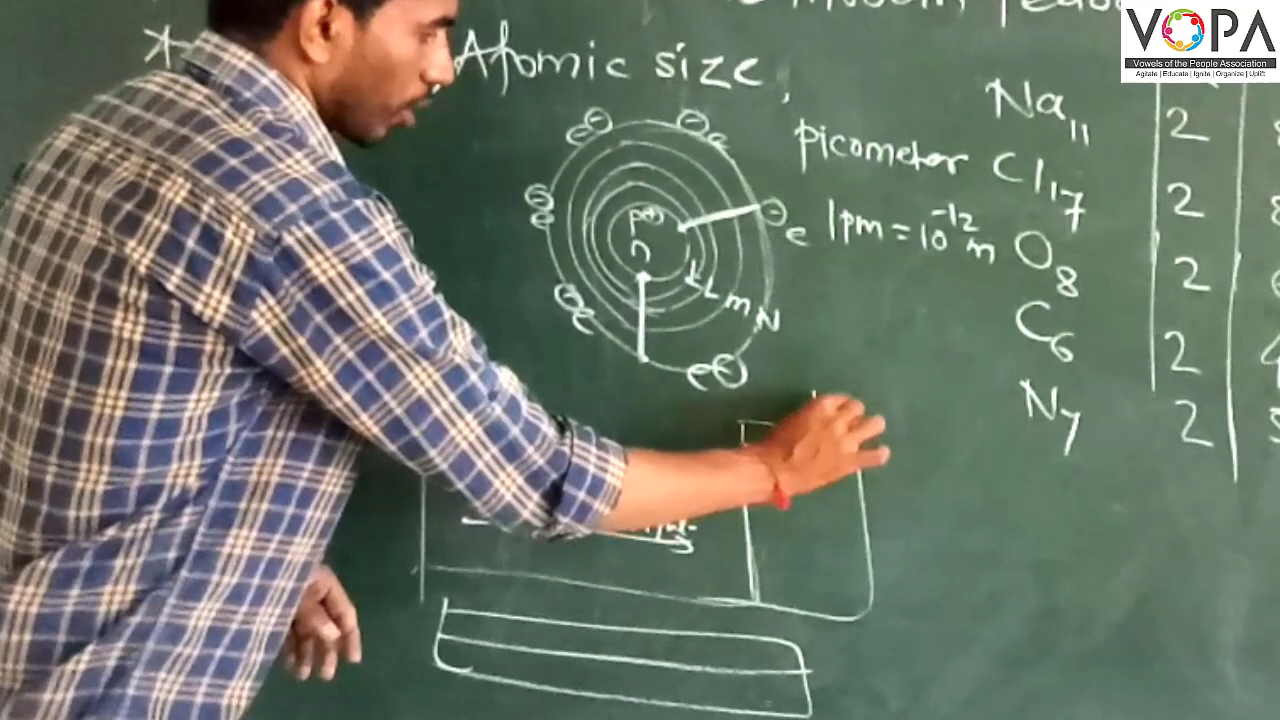 VOPA
Vowels of the People Association
Agitate | Educate | Ignite | Organize | Uplift
* Atomic size,
picometer
1pm = 10⁻¹² m
p⊕
n
K L m N
⊖ e
Na₁₁ 2
Cl₁₇ 2
O₈ 2
C₆ 2
N₇ 2